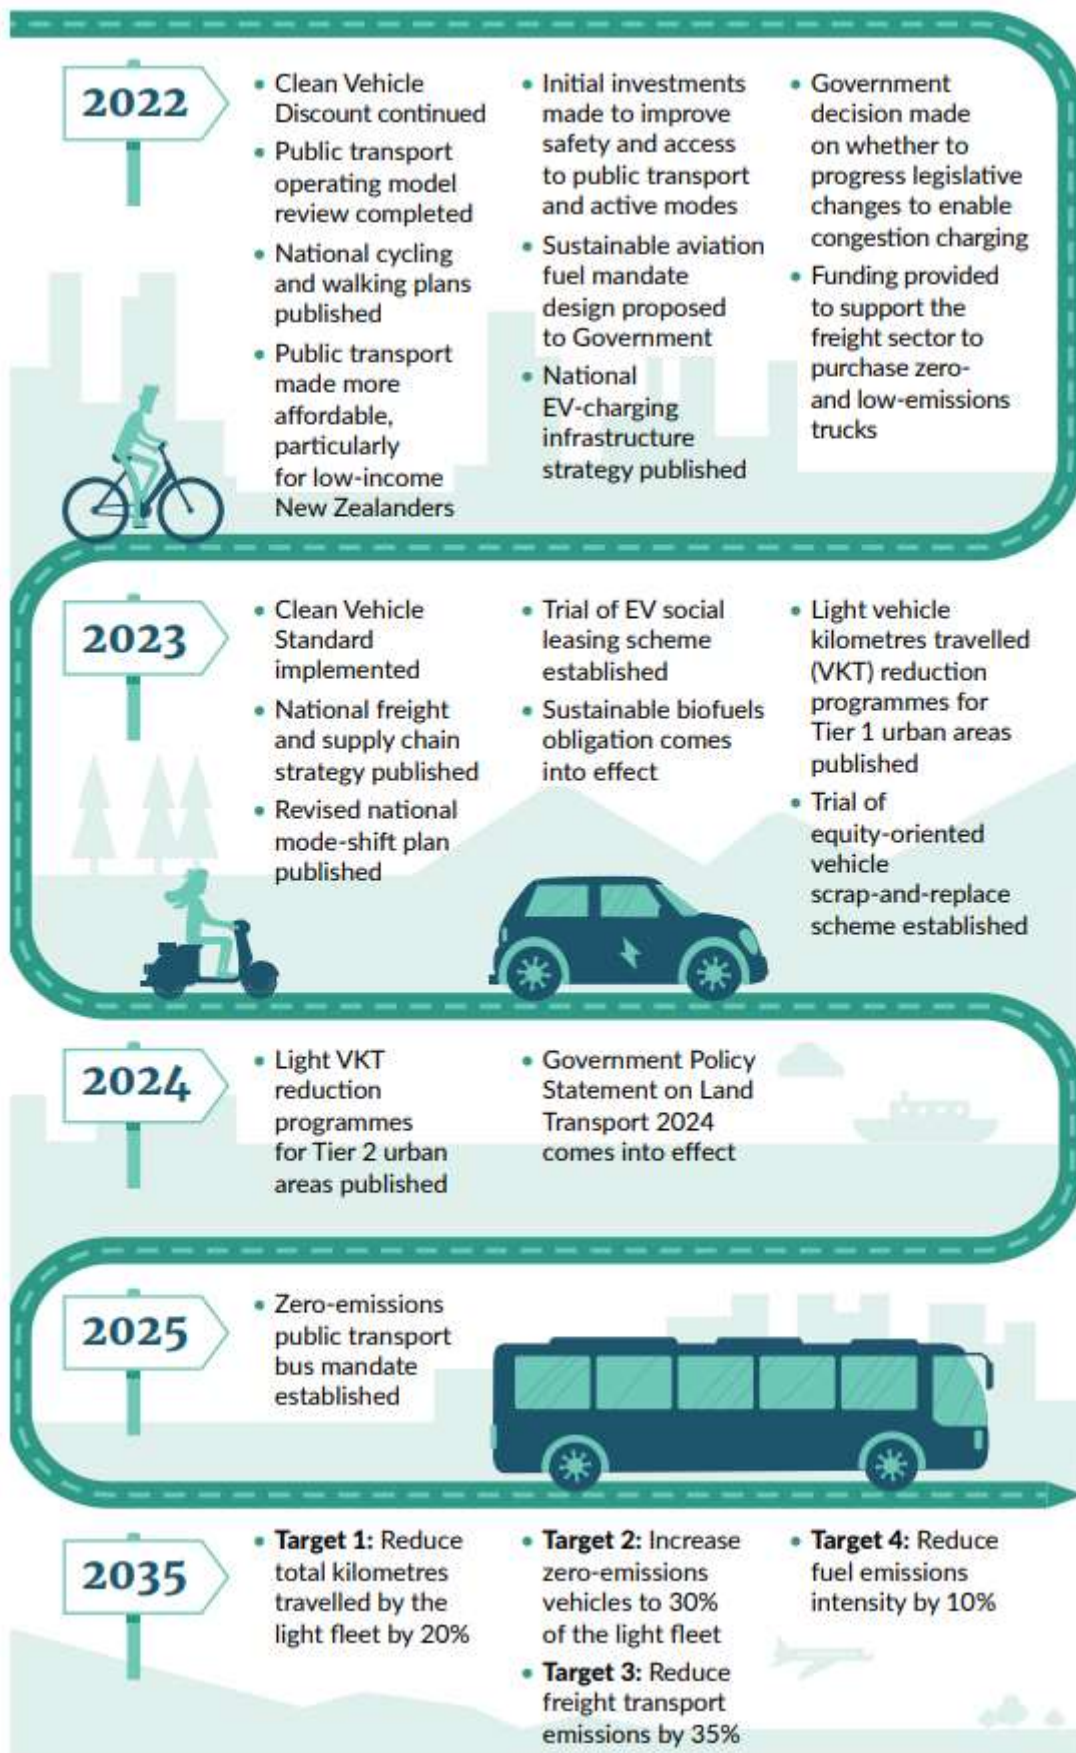 2022
• Clean Vehicle
Discount continued
• Public transport
operating model
review completed
• National cycling
and walking plans
published
• Public transport
made more
affordable,
particularly
for low-income
New Zealanders
• Initial investments
made to improve
safety and access
to public transport
and active modes
• Sustainable aviation
fuel mandate
design proposed
to Government
• National
EV-charging
infrastructure
strategy published
• Government
decision made
on whether to
progress legislative
changes to enable
congestion charging
• Funding provided
to support the
freight sector to
purchase zero-
and low-emissions
trucks
2023
• Clean Vehicle
Standard
implemented
• National freight
and supply chain
strategy published
• Revised national
mode-shift plan
published
• Trial of EV social
leasing scheme
established
• Sustainable biofuels
obligation comes
into effect
• Light vehicle
kilometres travelled
(VKT) reduction
programmes for
Tier 1 urban areas
published
• Trial of
equity-oriented
vehicle
scrap-and-replace
scheme established
2024
• Light VKT
reduction
programmes
for Tier 2 urban
areas published
• Government Policy
Statement on Land
Transport 2024
comes into effect
2025
• Zero-emissions
public transport
bus mandate
established
2035
• Target 1: Reduce
total kilometres
travelled by the
light fleet by 20%
• Target 2: Increase
zero-emissions
vehicles to 30%
of the light fleet
• Target 3: Reduce
freight transport
emissions by 35%
• Target 4: Reduce
fuel emissions
intensity by 10%